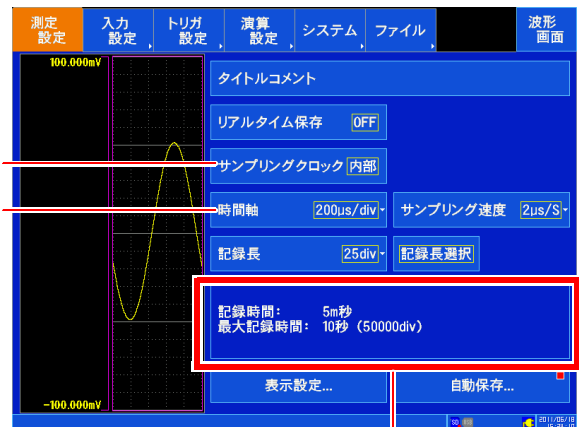 測定 設定
入力 設定
トリガ 設定
演算 設定
システム
ファイル
波形 画面
100.000mV
タイトルコメント
リアルタイム保存 OFF
サンプリングクロック 内部
時間軸 200μs/div
サンプリング速度 2μs/S
記録長 25div
記録長選択
記録時間: 5m秒
最大記録時間: 10秒 (50000div)
表示設定...
自動保存...
-100.000mV
SD